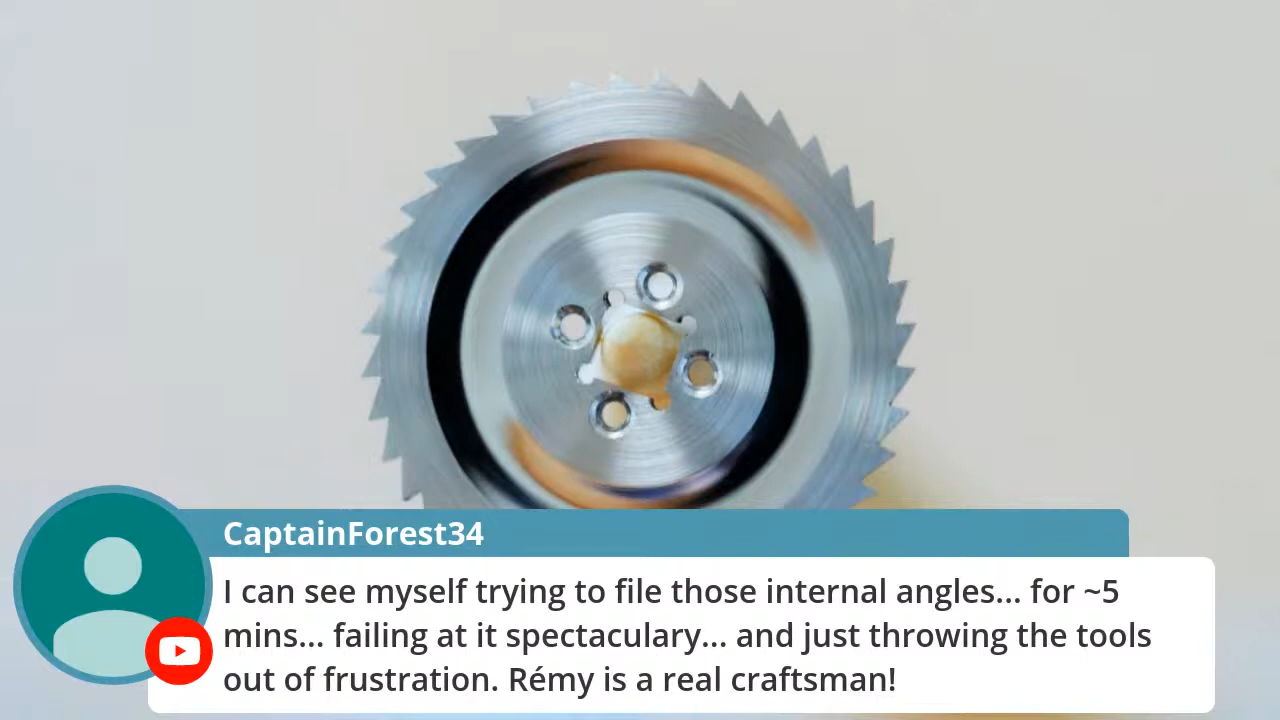 CaptainForest34
I can see myself trying to file those internal angles... for ~5
mins... failing at it spectaculary... and just throwing the tools
out of frustration. Rémy is a real craftsman!